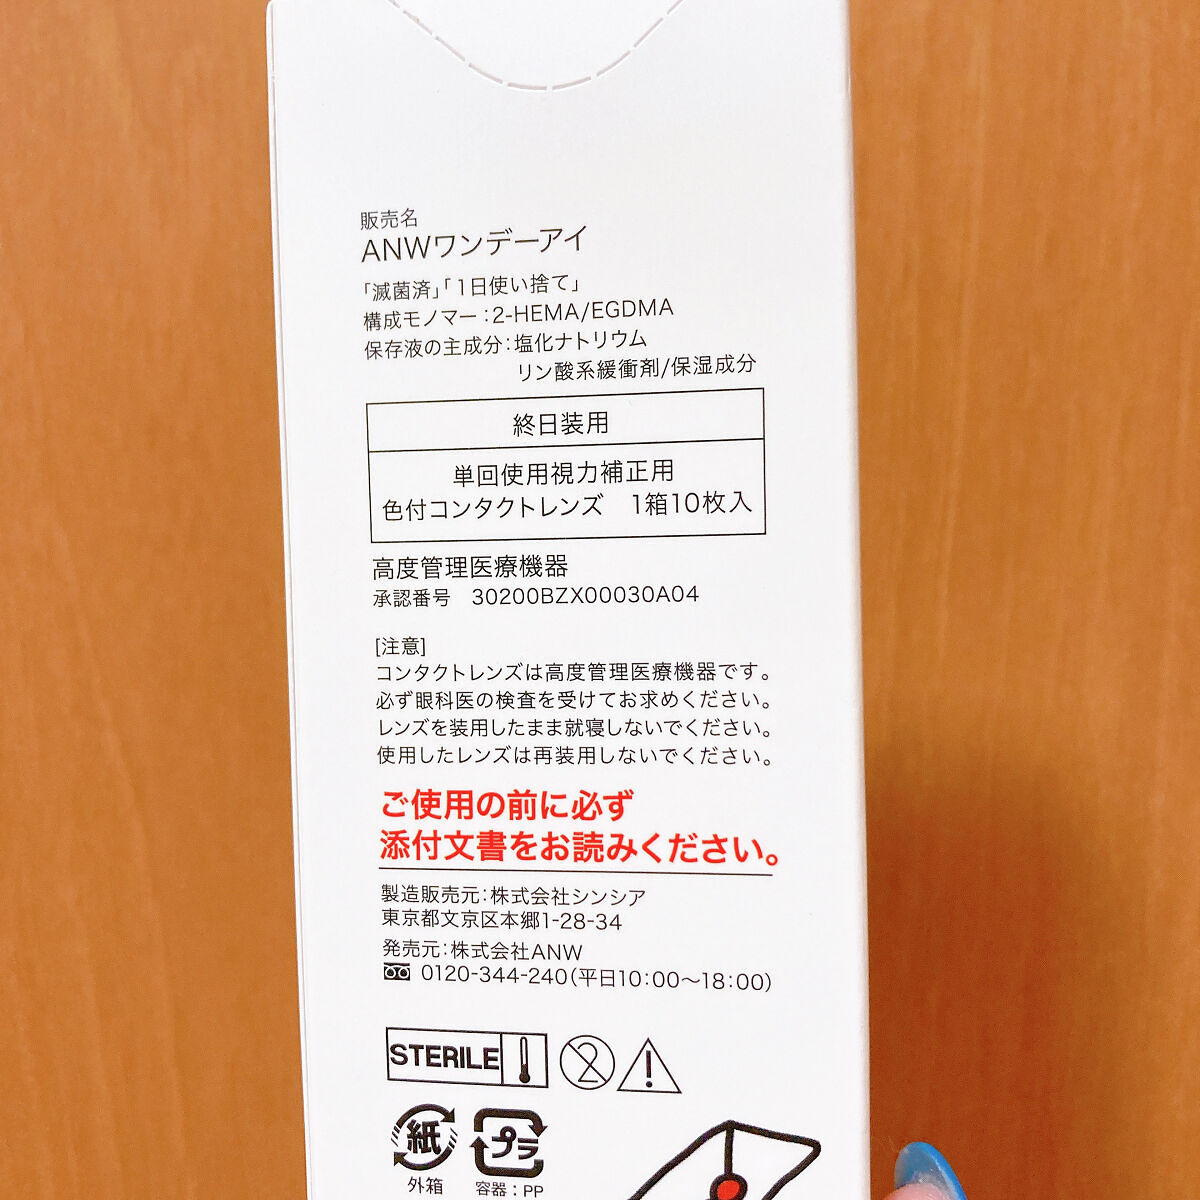 販売名
ANWワンデーアイ
「滅菌済」「1日使い捨て」
構成モノマー:2-HEMA/EGDMA
保存液の主成分:塩化ナトリウム
リン酸系緩衝剤/保湿成分
終日装用
単回使用視力補正用
色付コンタクトレンズ 1箱10枚入
高度管理医療機器
承認番号 30200BZX00030A04
[注意]
コンタクトレンズは高度管理医療機器です。
必ず眼科医の検査を受けてお求めください。
レンズを装用したまま就寝しないでください。
使用したレンズは再装用しないでください。
ご使用の前に必ず
添付文書をお読みください。
製造販売元:株式会社シンシア
東京都文京区本郷1-28-34
発売元:株式会社ANW
0120-344-240(平日10:00〜18:00)
STERILE
2
紙 プラ
外箱 容器:PP